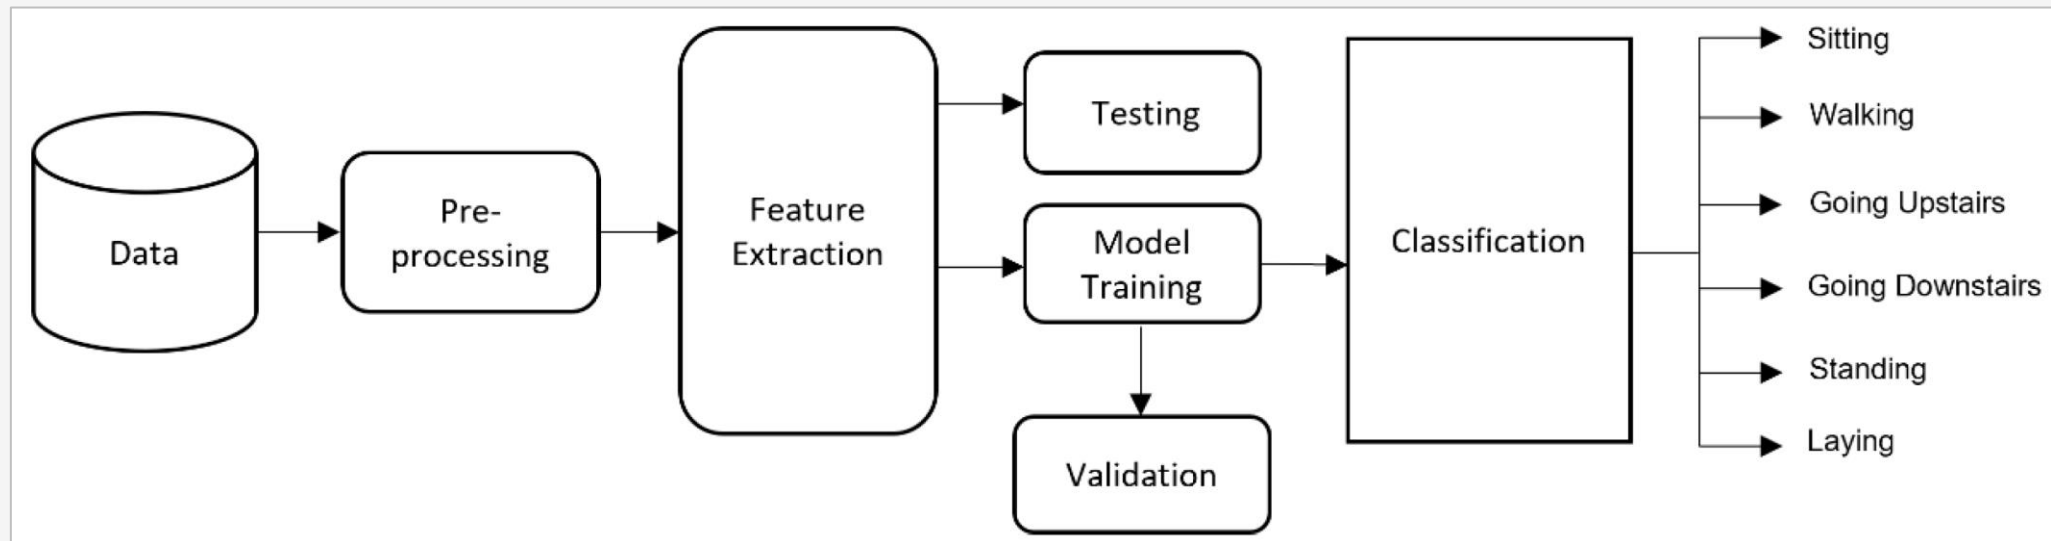 Data
Pre-
processing
Feature
Extraction
Testing
Model
Training
Validation
Classification
Sitting
Walking
Going Upstairs
Going Downstairs
Standing
Laying